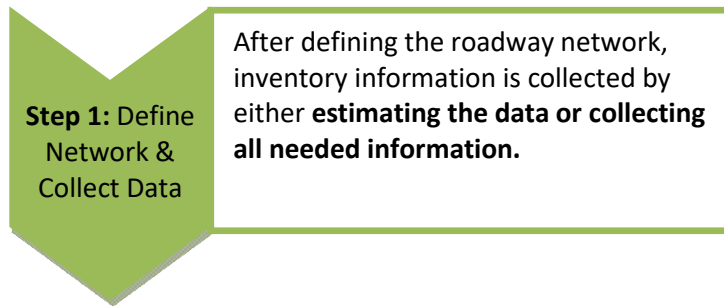 Step 1: Define
Network &
Collect Data
After defining the roadway network,
inventory information is collected by
either estimating the data or collecting
all needed information.